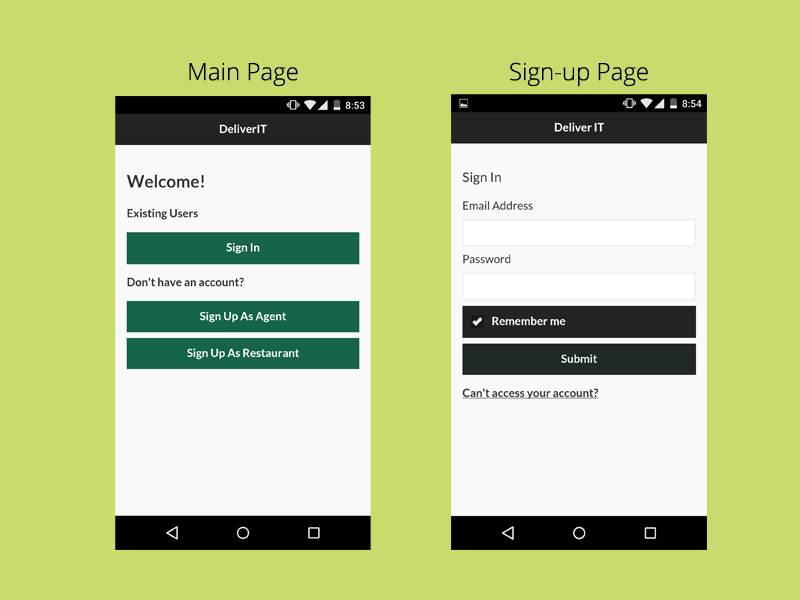 Main Page
8:53
DeliverIT
Welcome!
Existing Users
Sign In
Don't have an account?
Sign Up As Agent
Sign Up As Restaurant
Sign-up Page
8:54
Deliver IT
Sign In
Email Address
Password
Remember me
Submit
Can't access your account?